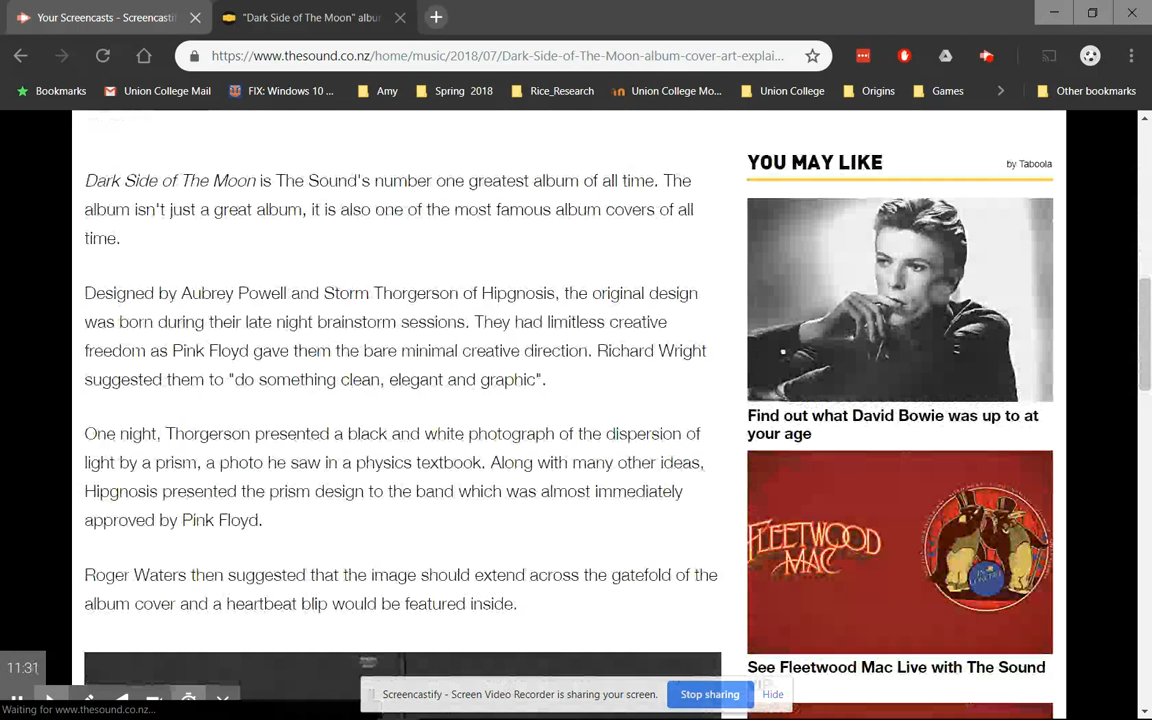 Your Screencasts - Screencastif
"Dark Side of The Moon" albu
https://www.thesound.co.nz/home/music/2018/07/Dark-Side-of-The-Moon-album-cover-art-explai...
Bookmarks
Union College Mail
FIX: Windows 10 ...
Amy
Spring 2018
Rice_Research
Union College Mo...
Union College
Origins
Games
Other bookmarks
Dark Side of The Moon is The Sound's number one greatest album of all time. The
album isn't just a great album, it is also one of the most famous album covers of all
time.
Designed by Aubrey Powell and Storm Thorgerson of Hipgnosis, the original design
was born during their late night brainstorm sessions. They had limitless creative
freedom as Pink Floyd gave them the bare minimal creative direction. Richard Wright
suggested them to "do something clean, elegant and graphic".
One night, Thorgerson presented a black and white photograph of the dispersion of
light by a prism, a photo he saw in a physics textbook. Along with many other ideas,
Hipgnosis presented the prism design to the band which was almost immediately
approved by Pink Floyd.
Roger Waters then suggested that the image should extend across the gatefold of the
album cover and a heartbeat blip would be featured inside.
YOU MAY LIKE
by Taboola
Find out what David Bowie was up to at
your age
FLEETWOOD
MAC
See Fleetwood Mac Live with The Sound
11:31
Screencastify - Screen Video Recorder is sharing your screen.
Stop sharing
Hide
Waiting for www.thesound.co.nz...